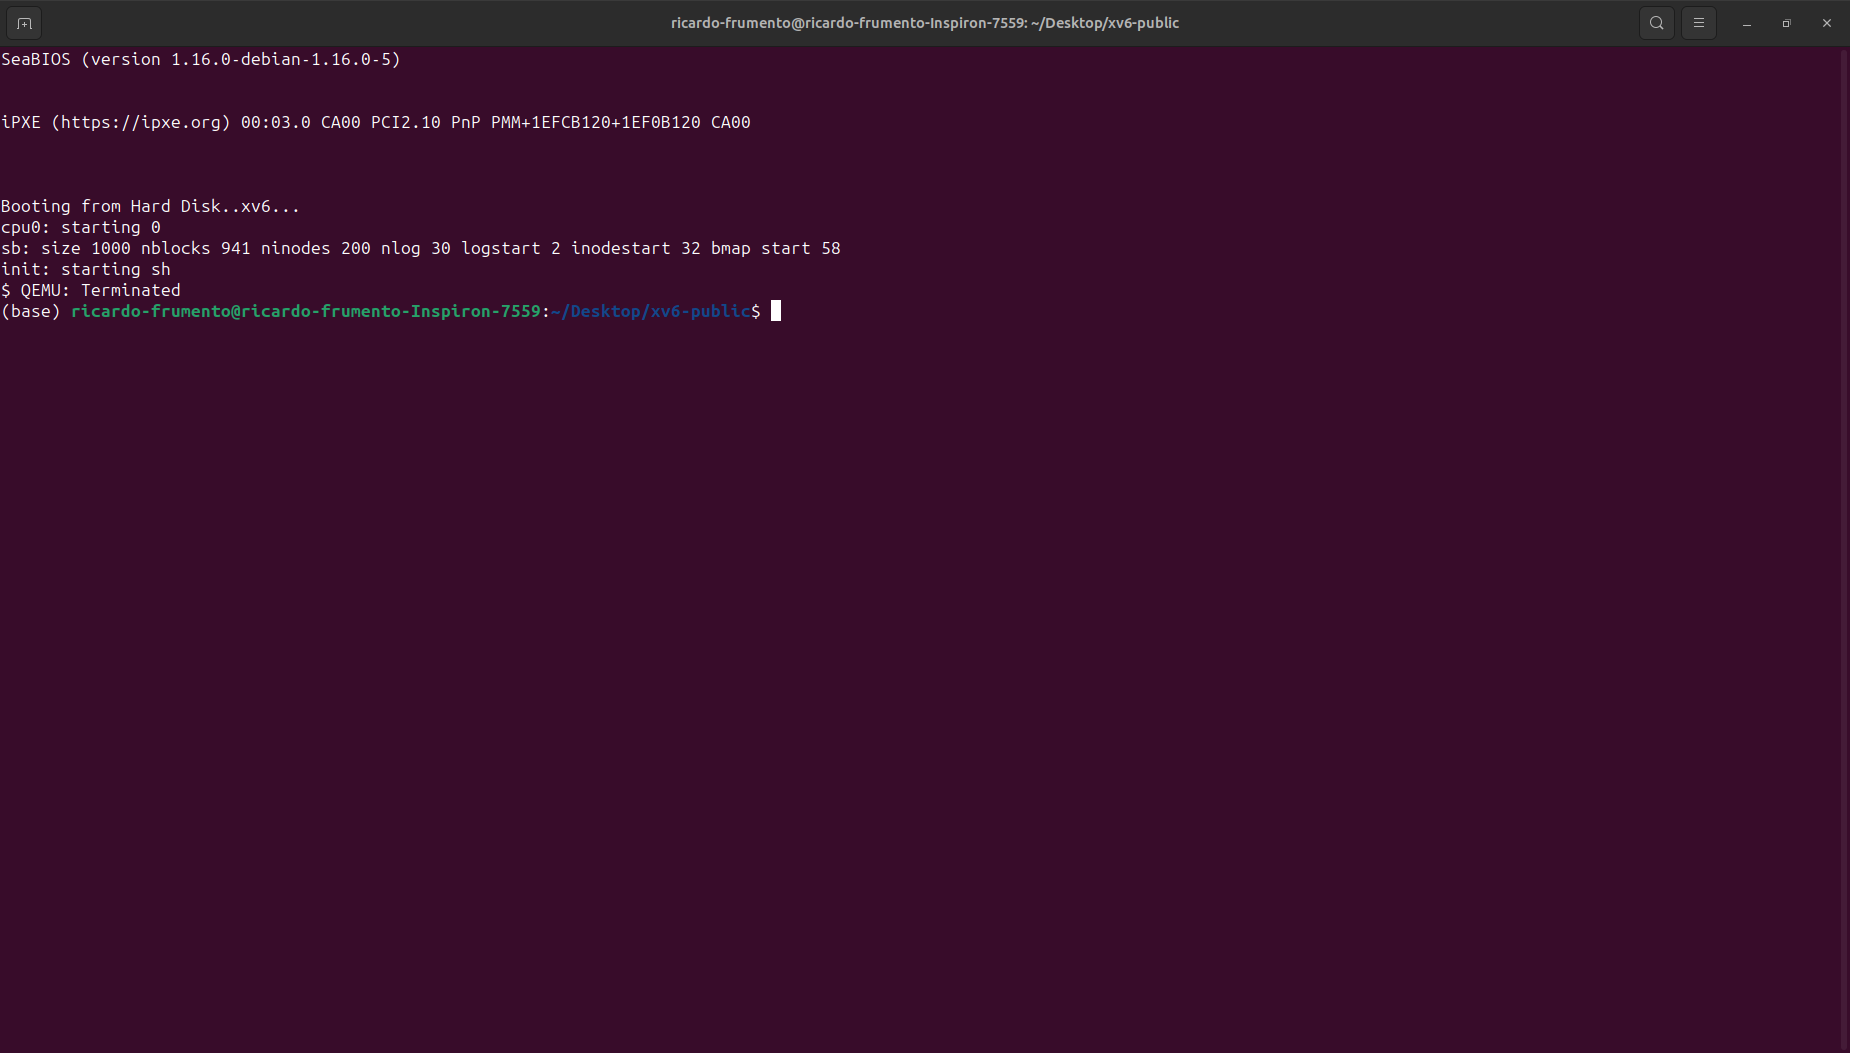 ricardo-frumento@ricardo-frumento-Inspiron-7559: ~/Desktop/xv6-public
SeaBIOS (version 1.16.0-debian-1.16.0-5)
iPXE (https://ipxe.org) 00:03.0 CA00 PCI2.10 PnP PMM+1EFCB120+1EF0B120 CA00
Booting from Hard Disk..xv6...
cpu0: starting 0
sb: size 1000 nblocks 941 ninodes 200 nlog 30 logstart 2 inodestart 32 bmap start 58
init: starting sh
$ QEMU: Terminated
(base) ricardo-frumento@ricardo-frumento-Inspiron-7559:~/Desktop/xv6-public$